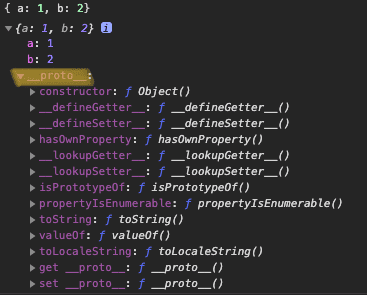 { a: 1, b: 2}
▼{a: 1, b: 2} i
a: 1
b: 2
▼__proto__:
▶constructor: ƒ Object()
▶__defineGetter__: ƒ __defineGetter__()
▶__defineSetter__: ƒ __defineSetter__()
▶hasOwnProperty: ƒ hasOwnProperty()
▶__lookupGetter__: ƒ __lookupGetter__()
▶__lookupSetter__: ƒ __lookupSetter__()
▶isPrototypeOf: ƒ isPrototypeOf()
▶propertyIsEnumerable: ƒ propertyIsEnumerable()
▶toString: ƒ toString()
▶valueOf: ƒ valueOf()
▶toLocaleString: ƒ toLocaleString()
▶get __proto__: ƒ __proto__()
▶set __proto__: ƒ __proto__()